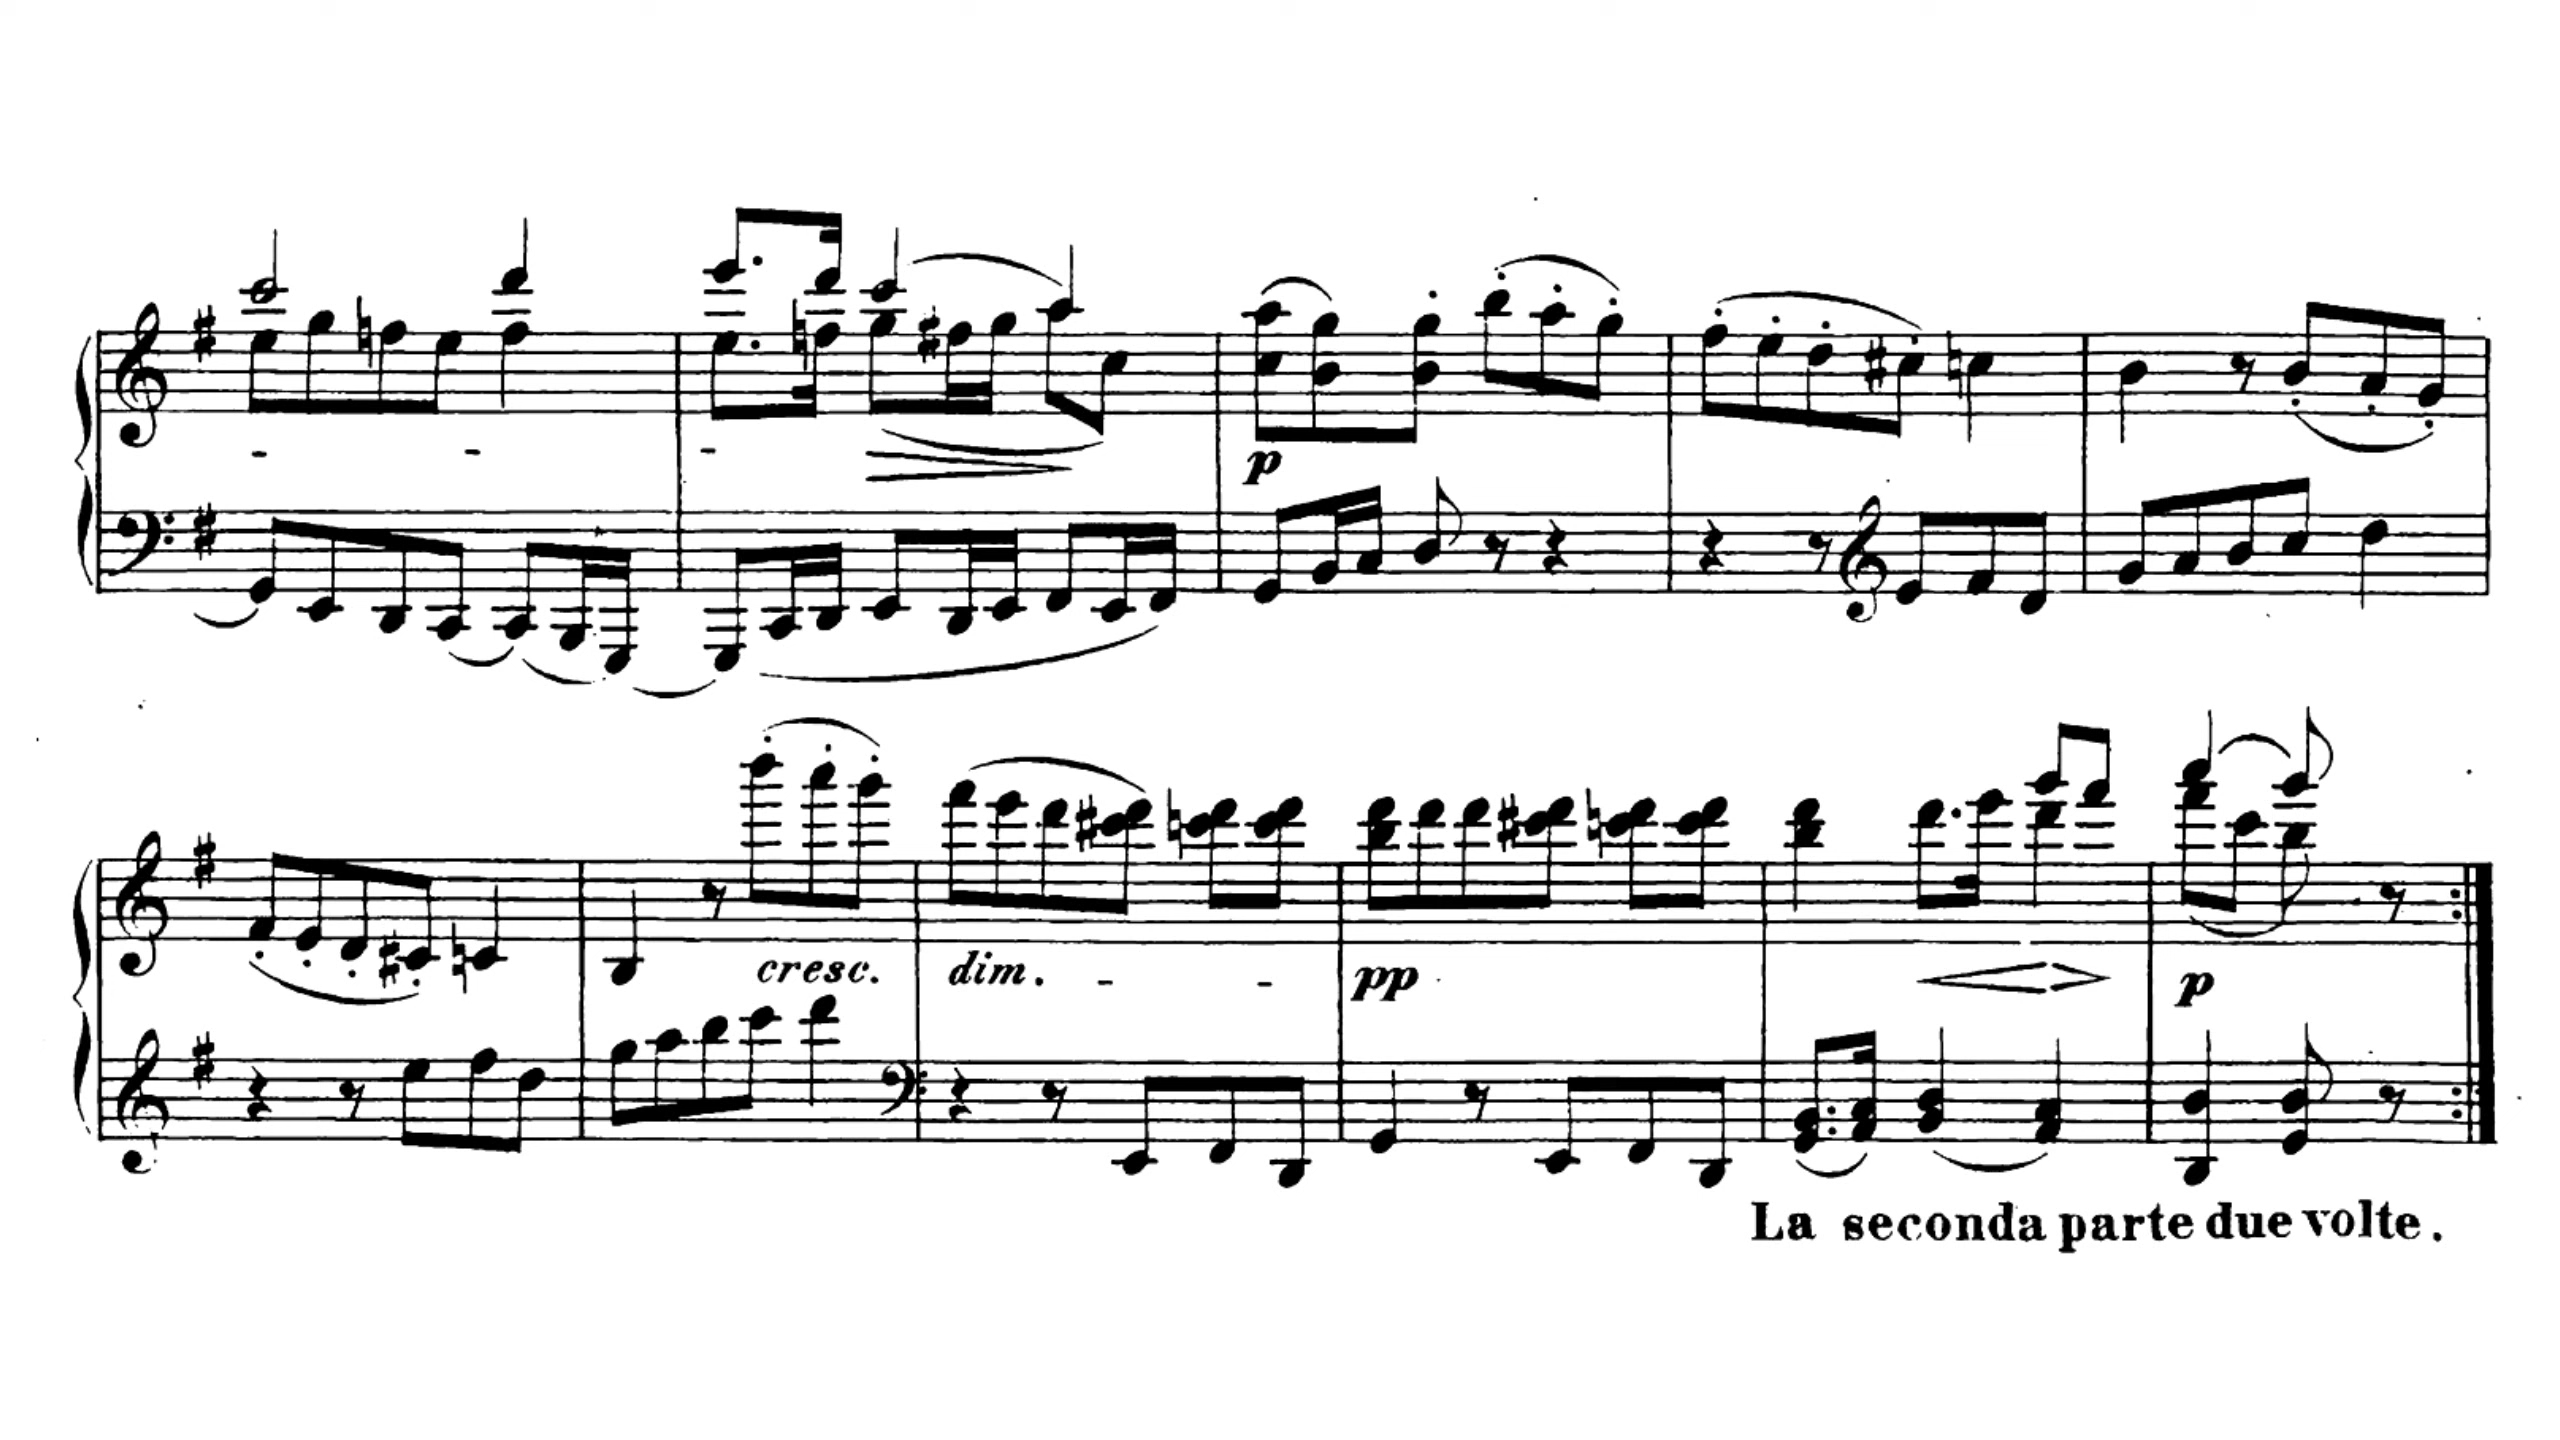 p
cresc. dim. - - pp p
La seconda parte due volte.